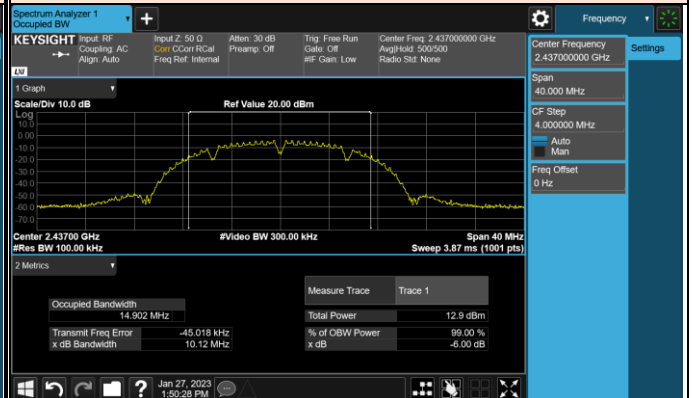 Spectrum Analyzer 1
Occupied BW
+
Frequency
KEYSIGHT
Input: RF
Coupling: AC
Align: Auto
Input Z: 50 Ω
Corr CCorr RCal
Freq Ref: Internal
Atten: 30 dB
Preamp: Off
Trig: Free Run
Gate: Off
#IF Gain: Low
Center Freq: 2.437000000 GHz
Avg|Hold: 500/500
Radio Std: None
LXI
Center Frequency
2.437000000 GHz
Settings
Span
40.000 MHz
CF Step
4.000000 MHz
Auto
Man
Freq Offset
0 Hz
1 Graph
Scale/Div 10.0 dB
Ref Value 20.00 dBm
Log
10.0
0.00
-10.0
-20.0
-30.0
-40.0
-50.0
-60.0
-70.0
Center 2.43700 GHz
#Video BW 300.00 kHz
Span 40 MHz
#Res BW 100.00 kHz
Sweep 3.87 ms (1001 pts)
2 Metrics
Measure Trace Trace 1
Occupied Bandwidth
14.902 MHz
Total Power 12.9 dBm
Transmit Freq Error -45.018 kHz
% of OBW Power 99.00 %
x dB Bandwidth 10.12 MHz
x dB -6.00 dB
?
Jan 27, 2023
1:50:28 PM